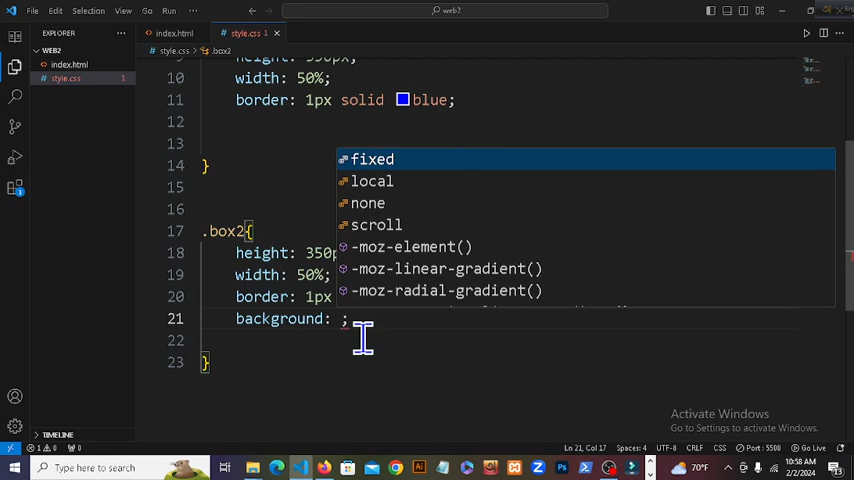 File Edit Selection View Go Run ··· web2
EXPLORER ··· index.html style.css 1
WEB2 style.css > .box2
index.html
style.css 1
10 width: 50%;
11 border: 1px solid blue;
12
13
14 }
15
16
17 .box2{
18 height: 350p
19 width: 50%;
20 border: 1px
21 background: ;
22
23 }
fixed
local
none
scroll
-moz-element()
-moz-linear-gradient()
-moz-radial-gradient()
Activate Windows
Go to Settings to activate Windows.
TIMELINE
1 0 0 Ln 21, Col 17 Spaces: 4 UTF-8 CRLF CSS Port : 5500 Go Live
Type here to search 70°F 10:58 AM
2/2/2024 13